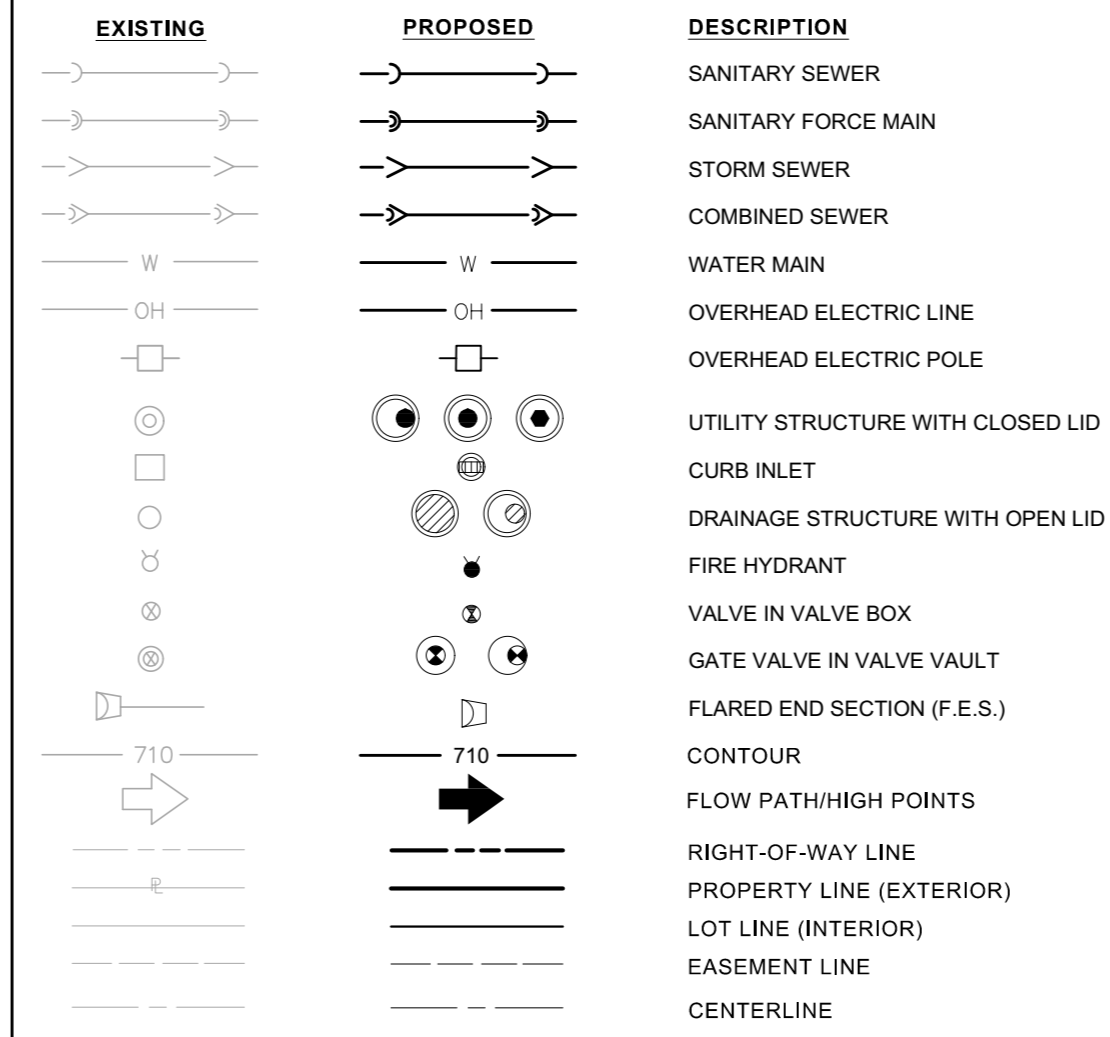 EXISTING PROPOSED DESCRIPTION
SANITARY SEWER
SANITARY FORCE MAIN
STORM SEWER
COMBINED SEWER
W W WATER MAIN
OH OH OVERHEAD ELECTRIC LINE
OVERHEAD ELECTRIC POLE
UTILITY STRUCTURE WITH CLOSED LID
CURB INLET
DRAINAGE STRUCTURE WITH OPEN LID
FIRE HYDRANT
VALVE IN VALVE BOX
GATE VALVE IN VALVE VAULT
FLARED END SECTION (F.E.S.)
710 710 CONTOUR
FLOW PATH/HIGH POINTS
RIGHT-OF-WAY LINE
PL PROPERTY LINE (EXTERIOR)
LOT LINE (INTERIOR)
EASEMENT LINE
CENTERLINE